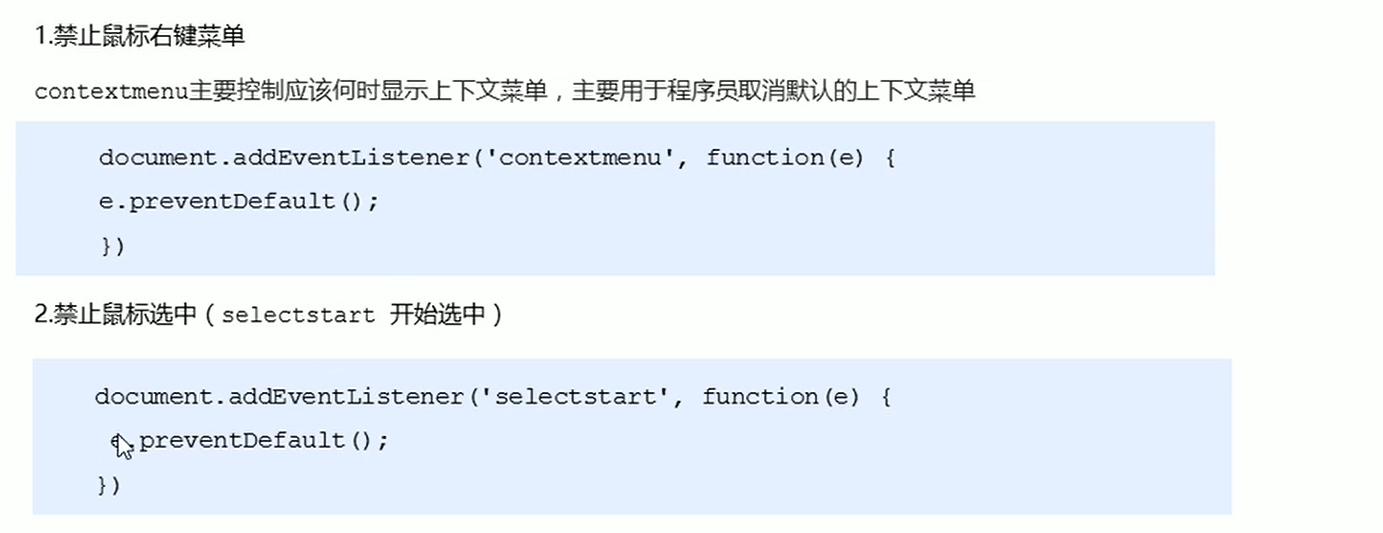 1.禁止鼠标右键菜单
contextmenu主要控制应该何时显示上下文菜单，主要用于程序员取消默认的上下文菜单
document.addEventListener('contextmenu', function(e) {
e.preventDefault();
})
2.禁止鼠标选中（selectstart 开始选中）
document.addEventListener('selectstart', function(e) {
e.preventDefault();
})